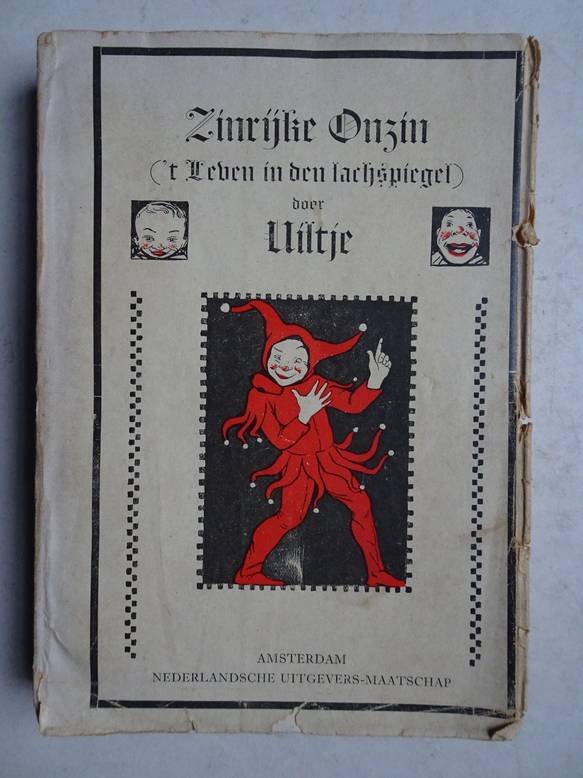 Zinrijke Onzin
('t Leven in den lachspiegel)
door
Uiltje
AMSTERDAM
NEDERLANDSCHE UITGEVERS-MAATSCHAP